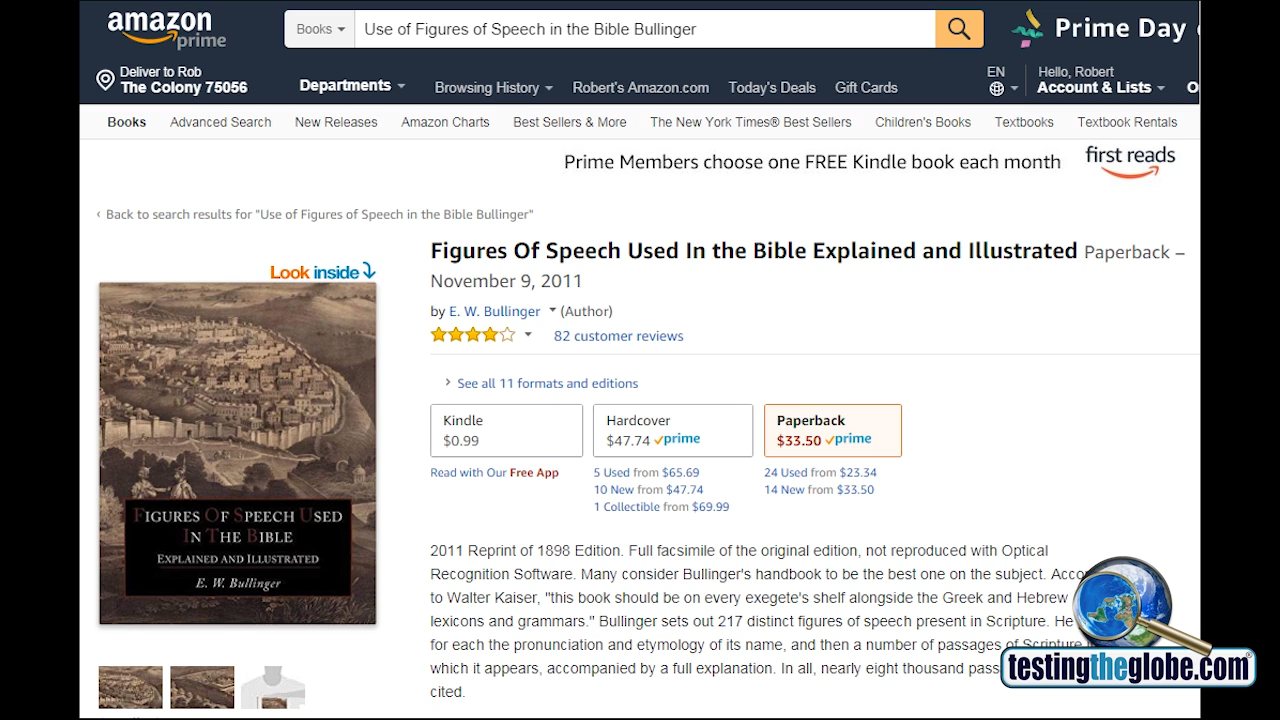 amazon prime
Books
Use of Figures of Speech in the Bible Bullinger
Prime Day
Deliver to Rob
The Colony 75056
Departments
Browsing History
Robert's Amazon.com
Today's Deals
Gift Cards
EN
Hello, Robert
Account & Lists
Books
Advanced Search
New Releases
Amazon Charts
Best Sellers & More
The New York Times® Best Sellers
Children's Books
Textbooks
Textbook Rentals
Prime Members choose one FREE Kindle book each month
first reads
‹ Back to search results for "Use of Figures of Speech in the Bible Bullinger"
Look inside
Figures Of Speech Used In the Bible Explained and Illustrated Paperback –
November 9, 2011
by E. W. Bullinger (Author)
82 customer reviews
See all 11 formats and editions
Kindle
$0.99
Hardcover
$47.74 prime
Paperback
$33.50 prime
Read with Our Free App
5 Used from $65.69
10 New from $47.74
1 Collectible from $69.99
24 Used from $23.34
14 New from $33.50
FIGURES OF SPEECH USED
IN THE BIBLE
EXPLAINED AND ILLUSTRATED
E. W. Bullinger
2011 Reprint of 1898 Edition. Full facsimile of the original edition, not reproduced with Optical
Recognition Software. Many consider Bullinger's handbook to be the best one on the subject.
to Walter Kaiser, "this book should be on every exegete's shelf alongside the Greek and Hebrew
lexicons and grammars." Bullinger sets out 217 distinct figures of speech present in Scripture. He
for each the pronunciation and etymology of its name, and then a number of passages of Scripture
which it appears, accompanied by a full explanation. In all, nearly eight thousand
cited.
testingtheglobe.com®